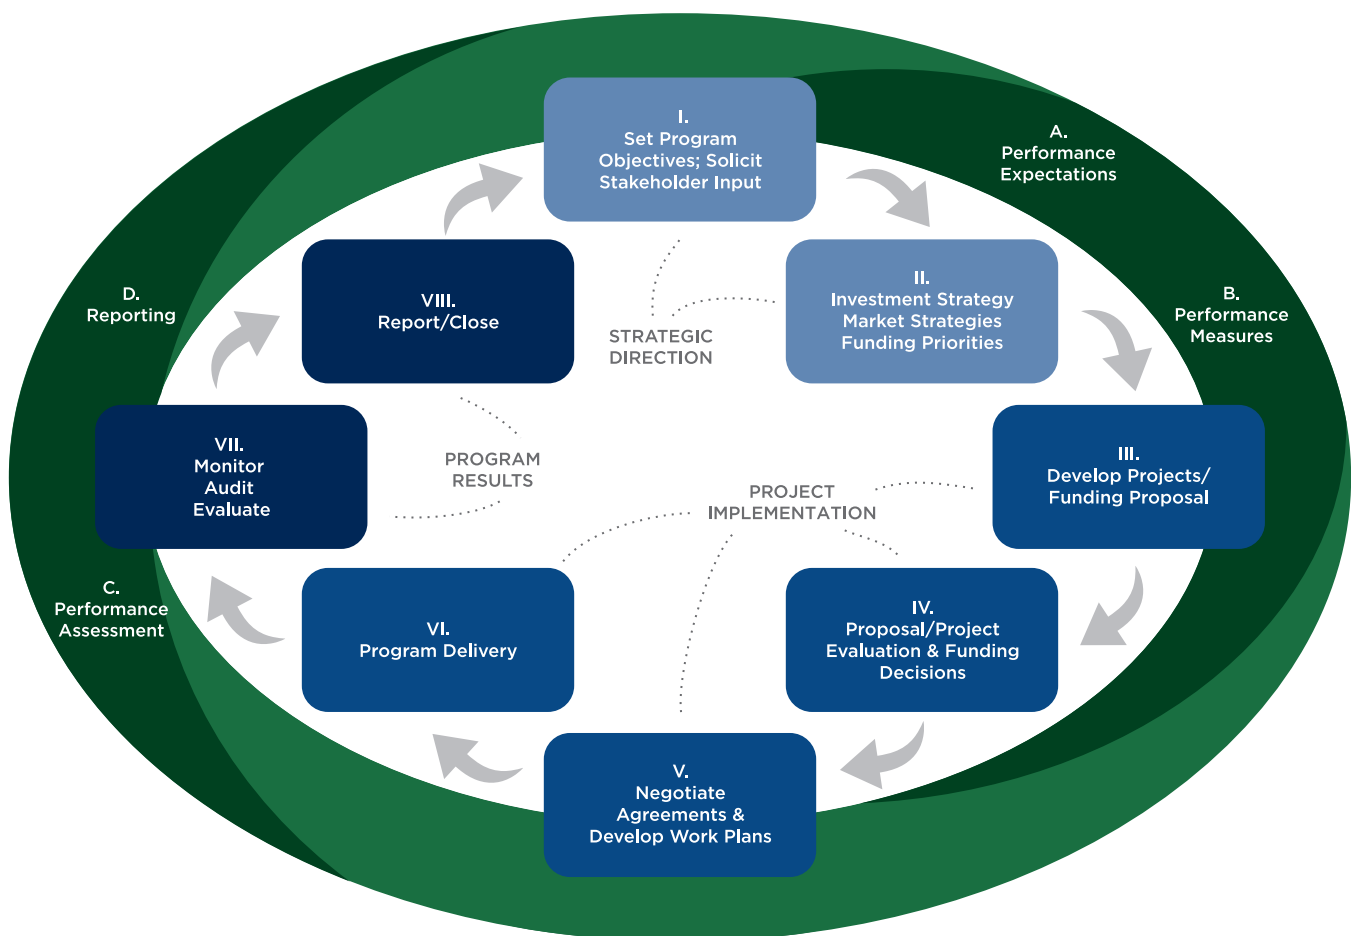 I.
Set Program
Objectives; Solicit
Stakeholder Input
A.
Performance
Expectations
II.
Investment Strategy
Market Strategies
Funding Priorities
B.
Performance
Measures
III.
Develop Projects/
Funding Proposal
IV.
Proposal/Project
Evaluation & Funding
Decisions
V.
Negotiate
Agreements &
Develop Work Plans
VI.
Program Delivery
C.
Performance
Assessment
VII.
Monitor
Audit
Evaluate
D.
Reporting
VIII.
Report/Close
STRATEGIC
DIRECTION
PROGRAM
RESULTS
PROJECT
IMPLEMENTATION